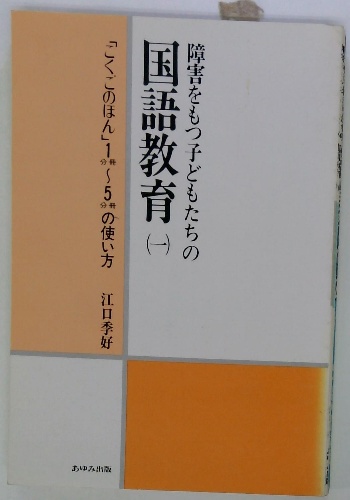 障害をもつ子どもたちの
国語教育(一)
「こくごのほん」1分冊～5分冊の使い方
江口季好
あゆみ出版